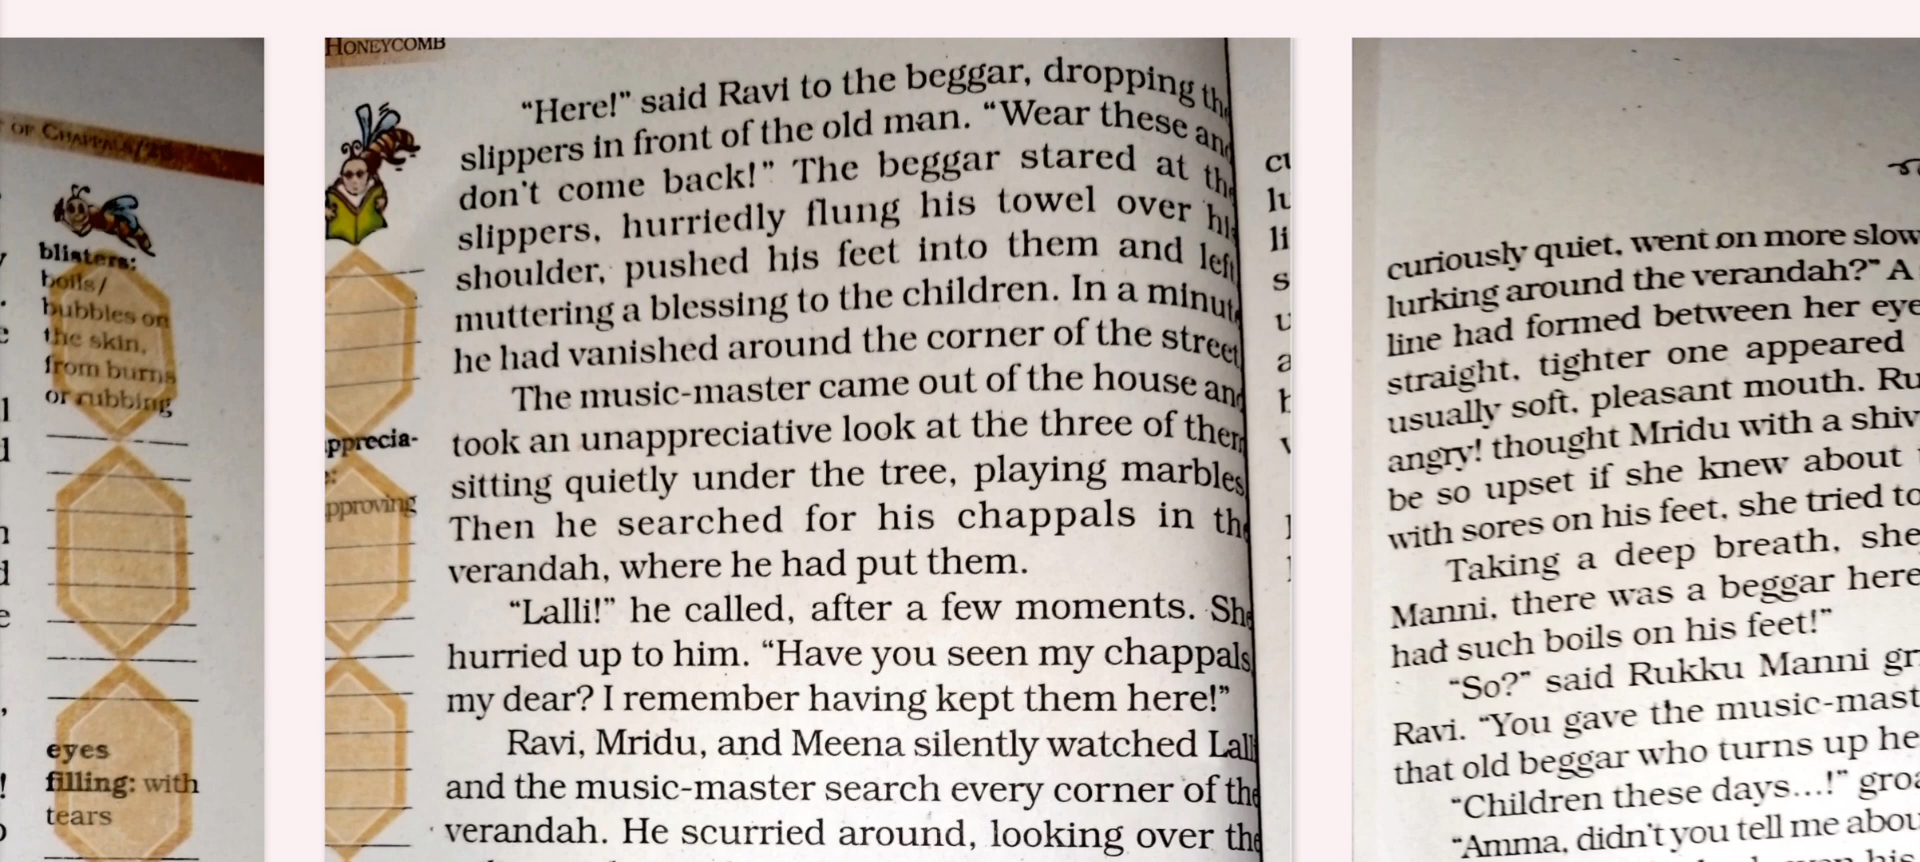 OF CHAPPALS/25
blisters:
boils/
bubbles on
the skin,
from burns
or rubbing
eyes
filling: with
tears
HONEYCOMB
pprecia-
pproving
“Here!” said Ravi to the beggar, dropping
slippers in front of the old man. “Wear these
don't come back!” The beggar stared at
slippers, hurriedly flung his towel over
shoulder, pushed his feet into them and left
muttering a blessing to the children. In a minut
he had vanished around the corner of the street
The music-master came out of the house
took an unappreciative look at the three of
sitting quietly under the tree, playing marbles
Then he searched for his chappals in
verandah, where he had put them.
“Lalli!” he called, after a few moments. She
hurried up to him. “Have you seen my chappals
my dear? I remember having kept them here!”
Ravi, Mridu, and Meena silently watched Lall
and the music-master search every corner of the
verandah. He scurried around, looking over the
curiously quiet, went on more slow
lurking around the verandah?” A
line had formed between her eye
straight, tighter one appeared
usually soft, pleasant mouth. Ru
angry! thought Mridu with a shiv
be so upset if she knew about
with sores on his feet, she tried to
Taking a deep breath, she
Manni, there was a beggar here
had such boils on his feet!”
“So?” said Rukku Manni gr
Ravi. “You gave the music-mast
that old beggar who turns up he
“Children these days...!” groa
“Amma, didn't you tell me abou